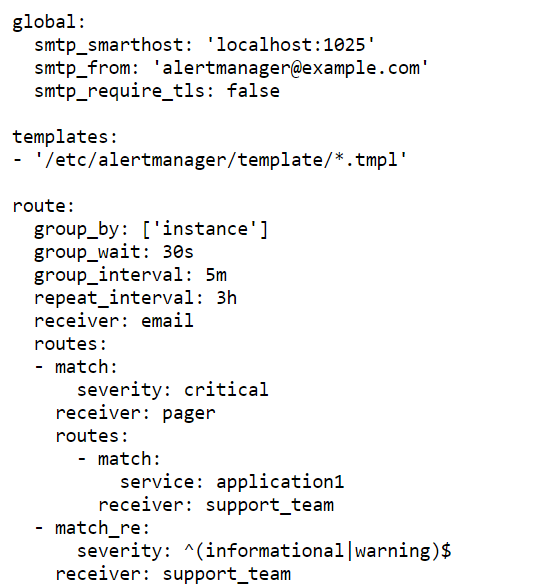 global:
  smtp_smarthost: 'localhost:1025'
  smtp_from: 'alertmanager@example.com'
  smtp_require_tls: false

templates:
- '/etc/alertmanager/template/*.tmpl'

route:
  group_by: ['instance']
  group_wait: 30s
  group_interval: 5m
  repeat_interval: 3h
  receiver: email
  routes:
  - match:
      severity: critical
    receiver: pager
    routes:
      - match:
          service: application1
        receiver: support_team
  - match_re:
      severity: ^(informational|warning)$
    receiver: support_team